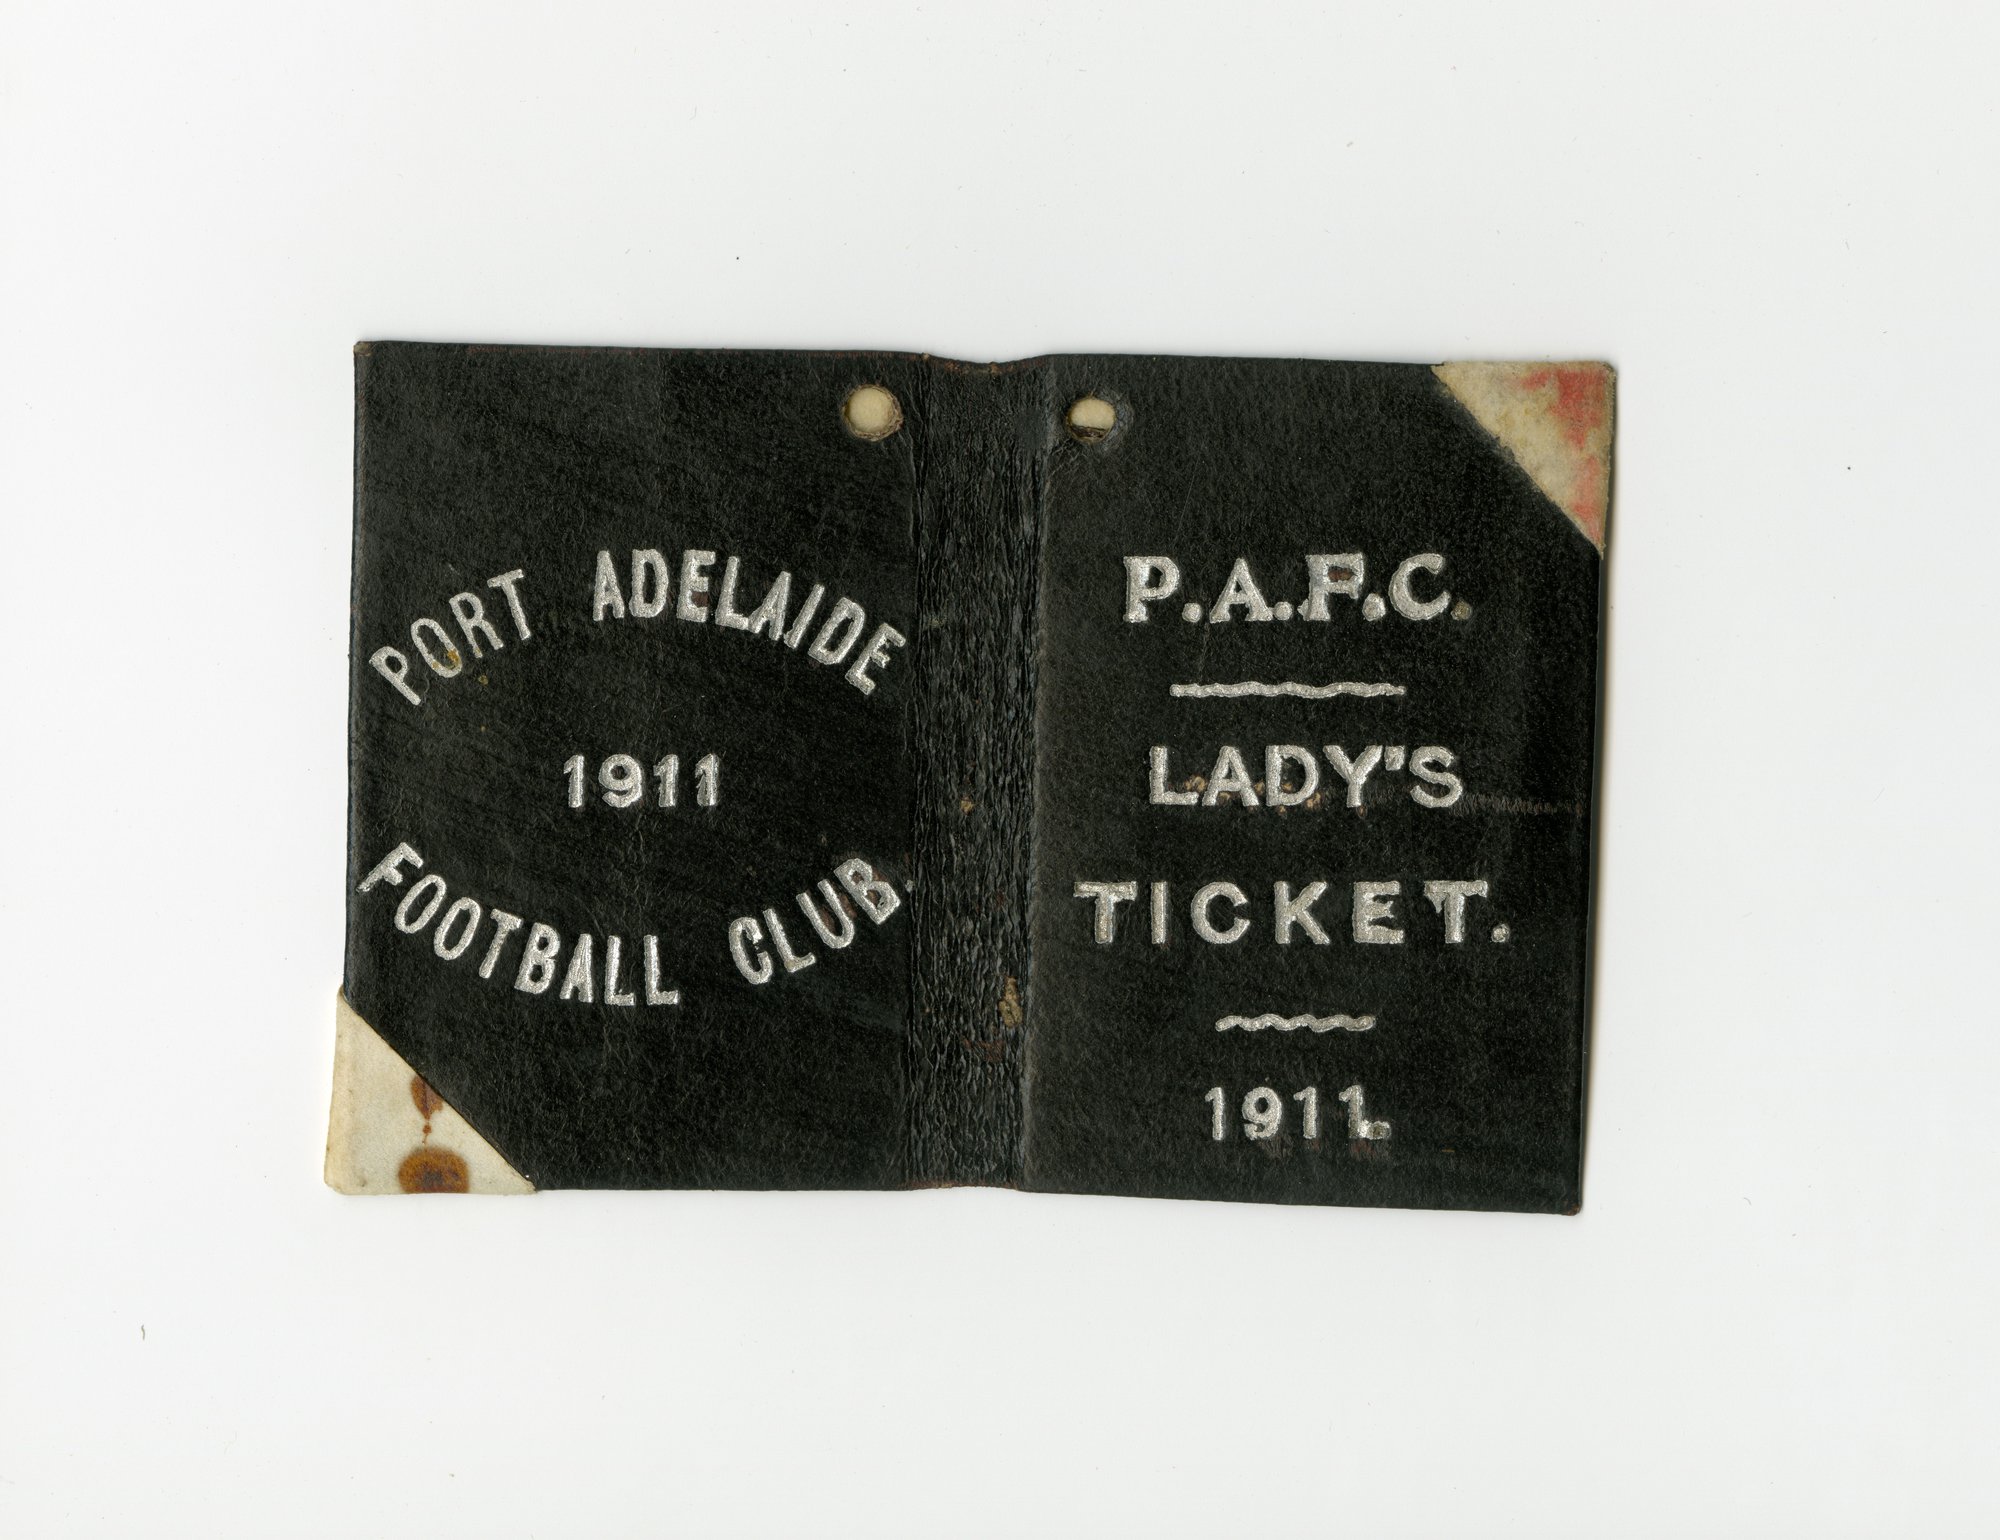 PORT ADELAIDE
1911
FOOTBALL CLUB.
P.A.F.C.
LADY'S
TICKET.
1911.